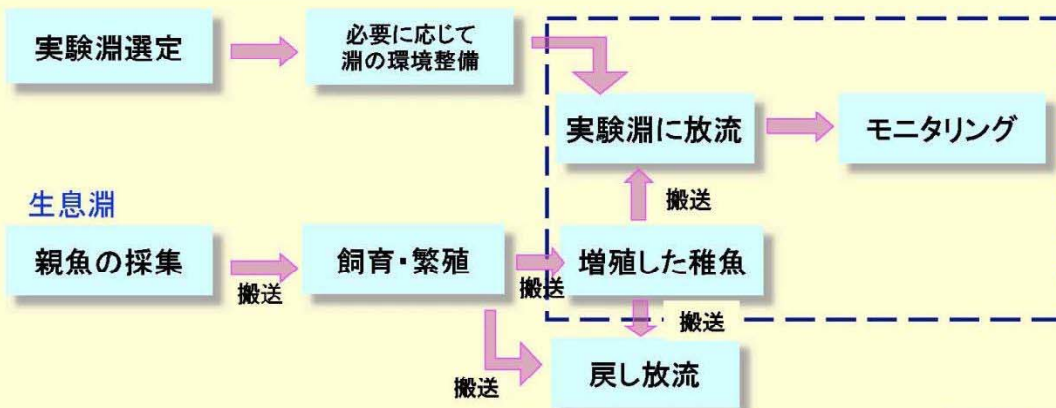 実験淵選定
必要に応じて
淵の環境整備
実験淵に放流
モニタリング
搬送
生息淵
親魚の採集
搬送
飼育・繁殖
搬送
増殖した稚魚
搬送
搬送
戻し放流